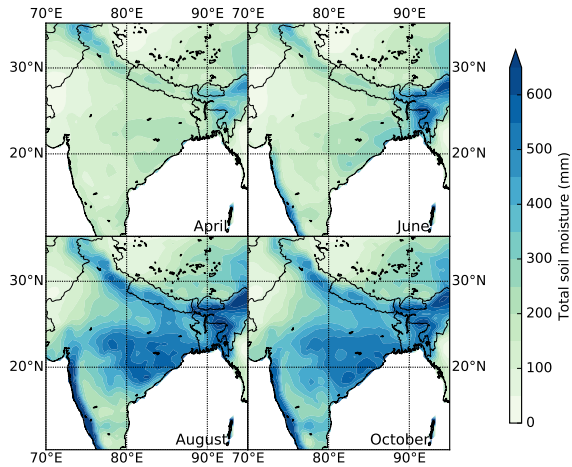 70°E 80°E 90°E 70°E 80°E 90°E
30°N 30°N
20°N 20°N
April June
30°N 30°N
20°N 20°N
August October
70°E 80°E 90°E 70°E 80°E 90°E
600
500
400
300
200
100
0
Total soil moisture (mm)